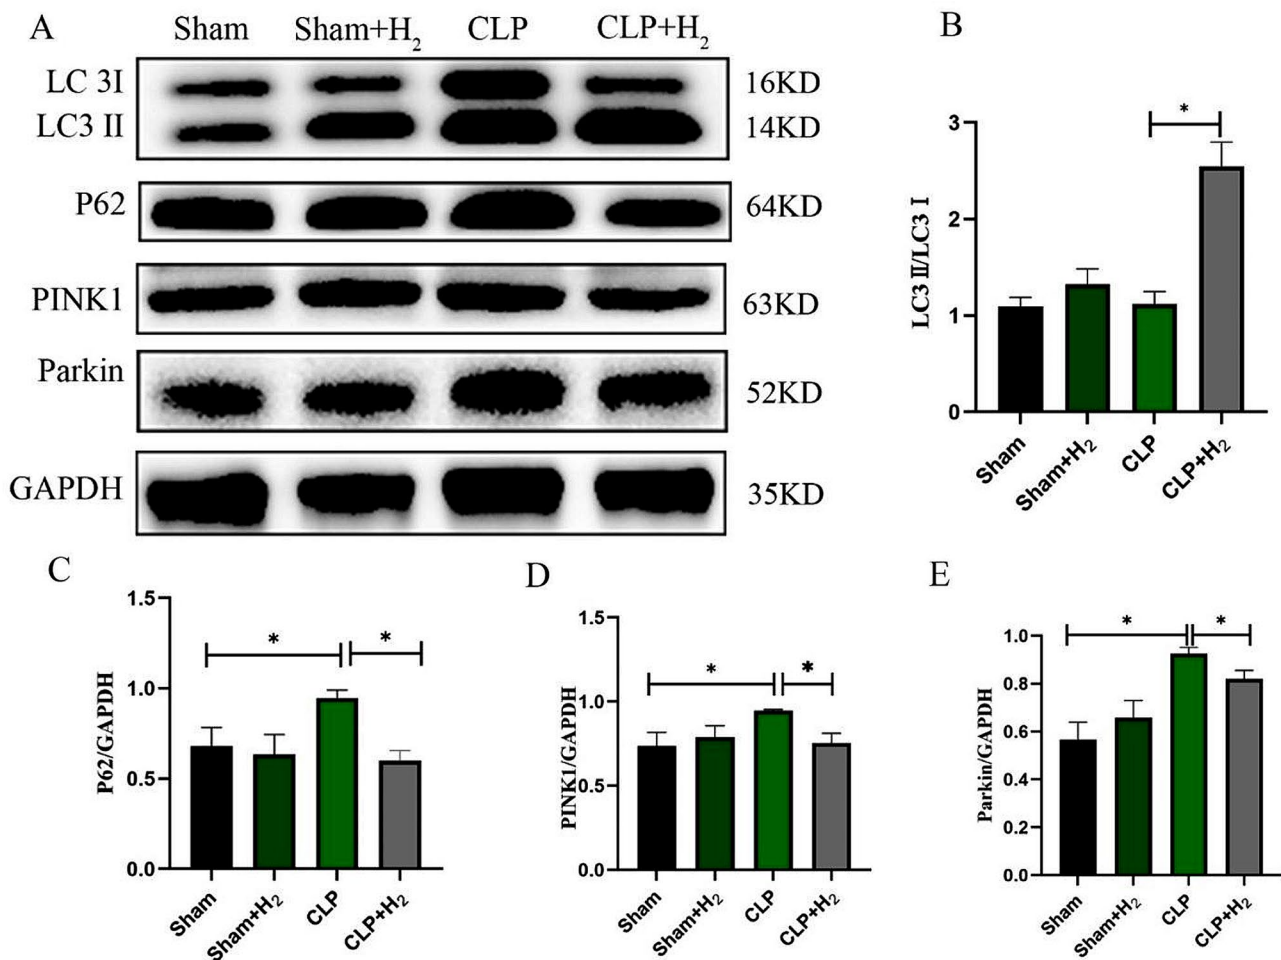 A
Sham Sham+H₂ CLP CLP+H₂
LC 3I 16KD
LC3 II 14KD
P62 64KD
PINK1 63KD
Parkin 52KD
GAPDH 35KD
B
LC3 II/LC3 I
3
2
1
0
*
Sham Sham+H₂ CLP CLP+H₂
C
P62/GAPDH
1.5
1.0
0.5
0.0
* *
Sham Sham+H₂ CLP CLP+H₂
D
PINK1/GAPDH
1.5
1.0
0.5
0.0
* *
Sham Sham+H₂ CLP CLP+H₂
E
Parkin/GAPDH
1.0
0.8
0.6
0.4
0.2
0.0
* *
Sham Sham+H₂ CLP CLP+H₂